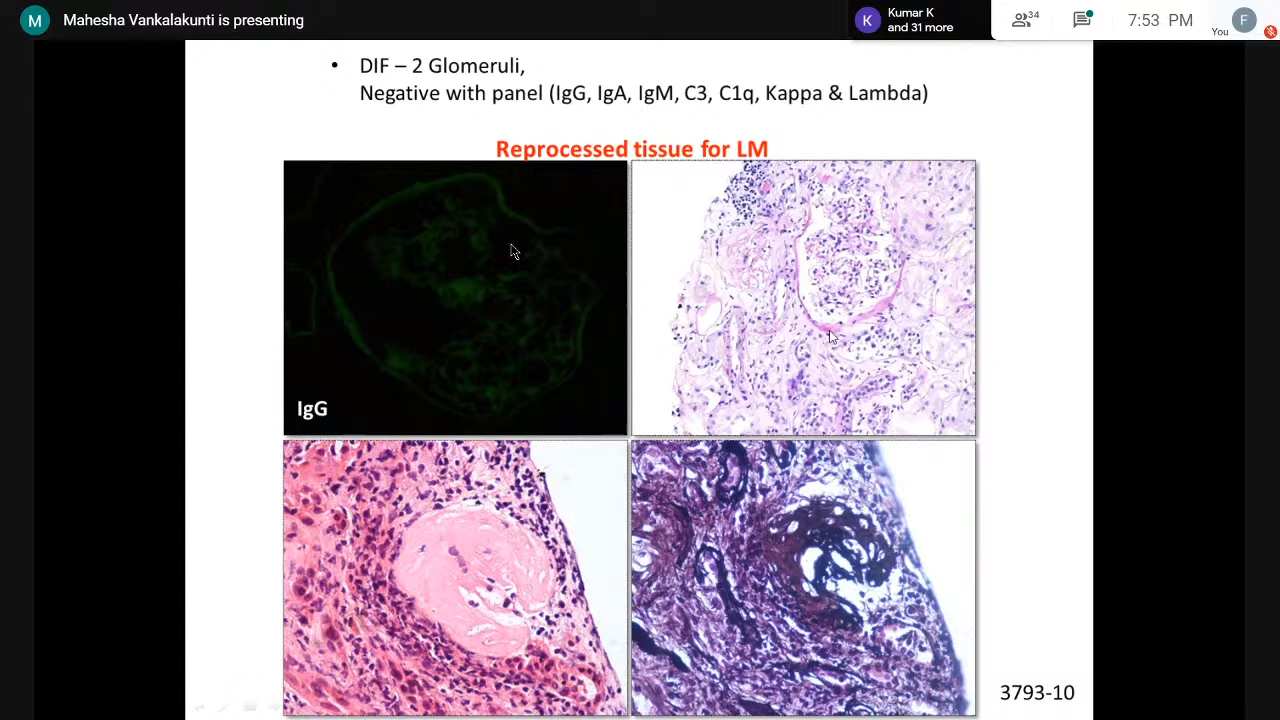 M Mahesha Vankalakunti is presenting
K Kumar K
and 31 more
34
7:53 PM
You
F
• DIF – 2 Glomeruli,
Negative with panel (IgG, IgA, IgM, C3, C1q, Kappa & Lambda)
Reprocessed tissue for LM
IgG
3793-10